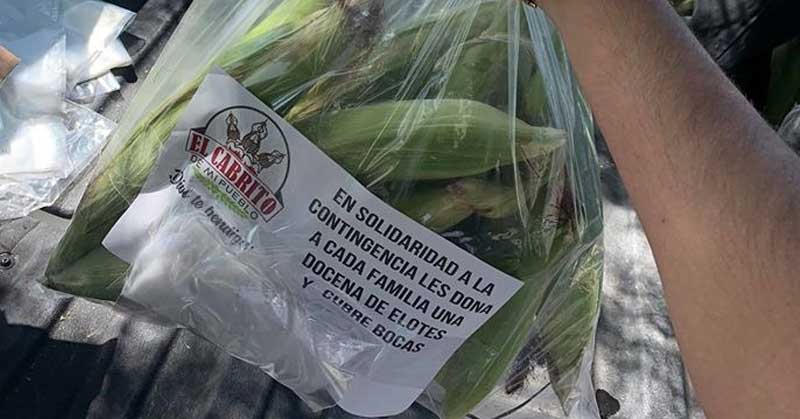 EL CABRITO
DE MI PUEBLO
Dios te bendiga
EN SOLIDARIDAD A LA
CONTINGENCIA LES DONA
A CADA FAMILIA UNA
DOCENA DE ELOTES
Y CUBRE BOCAS